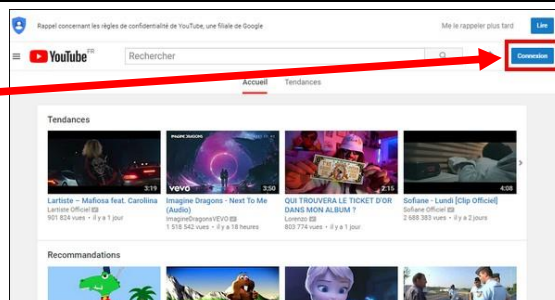 Rappel concernant les règles de confidentialité de YouTube, une filiale de Google
Me le rappeler plus tard
Lire
YouTube FR
Rechercher
Connexion
Accueil
Tendances
Tendances
3:19
IMAGINE DRAGONS
vevo
3:50
2:15
4:08
Lartiste – Mafiosa feat. Caroliina
Lartiste Officiel
901 824 vues • il y a 1 jour
Imagine Dragons - Next To Me (Audio)
ImagineDragonsVEVO
1 518 542 vues • il y a 18 heures
QUI TROUVERA LE TICKET D'OR DANS MON ALBUM ?
Lorenzo
803 774 vues • il y a 1 jour
Sofiane - Lundi [Clip Officiel]
Sofiane Officiel
2 688 383 vues • il y a 2 jours
Recommandations